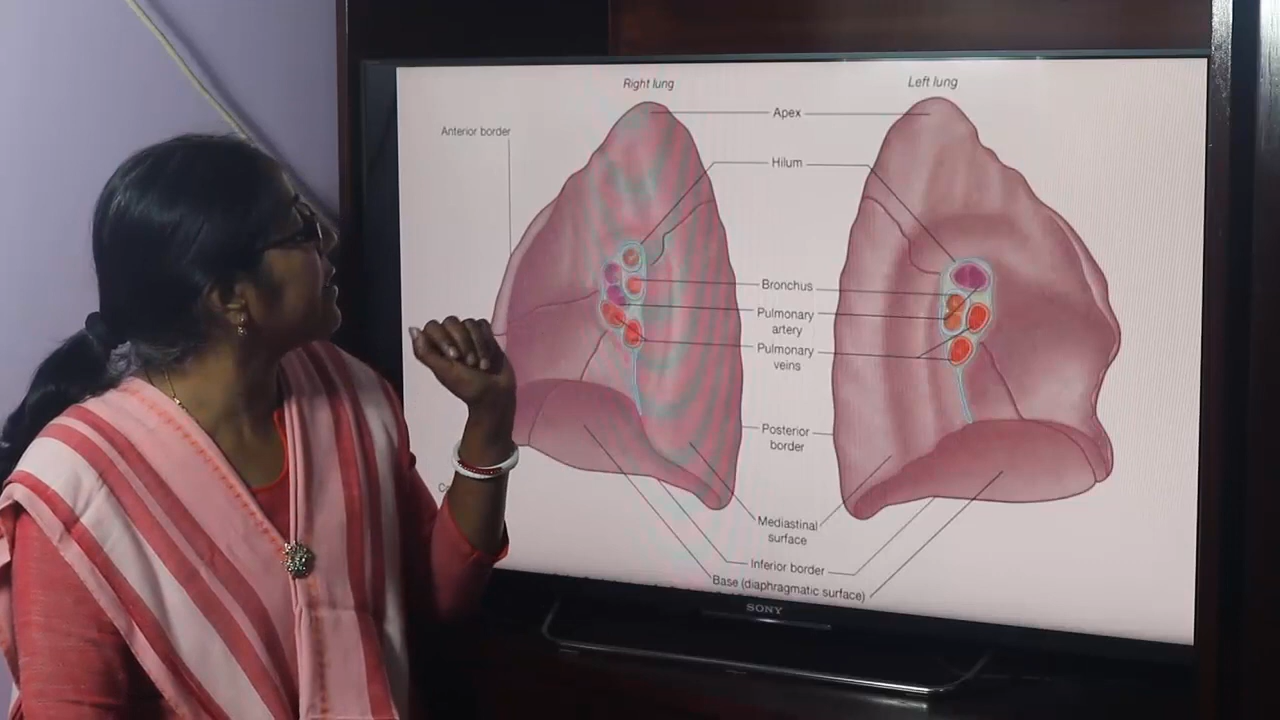 Right lung
Left lung
Apex
Anterior border
Hilum
Bronchus
Pulmonary
artery
Pulmonary
veins
Posterior
border
Mediastinal
surface
Inferior border
Base (diaphragmatic surface)
SONY